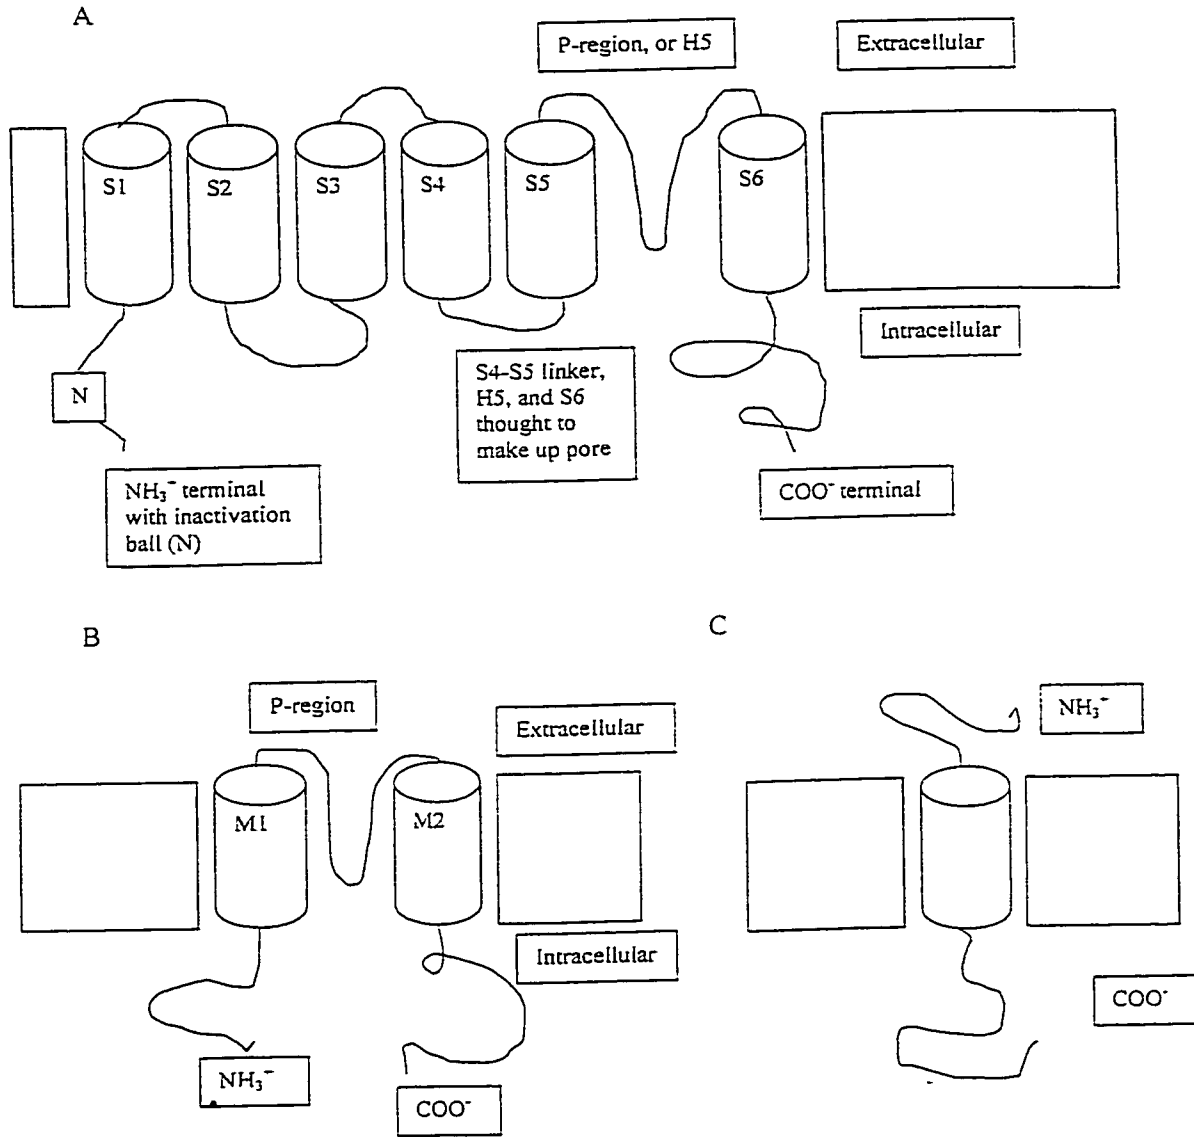 A
P-region, or H5
Extracellular
S1
S2
S3
S4
S5
S6
Intracellular
N
S4-S5 linker,
H5, and S6
thought to
make up pore
NH₃⁺ terminal
with inactivation
ball (N)
COO⁻ terminal
B
C
P-region
Extracellular
NH₃⁺
M1
M2
Intracellular
COO⁻
NH₃⁺
COO⁻